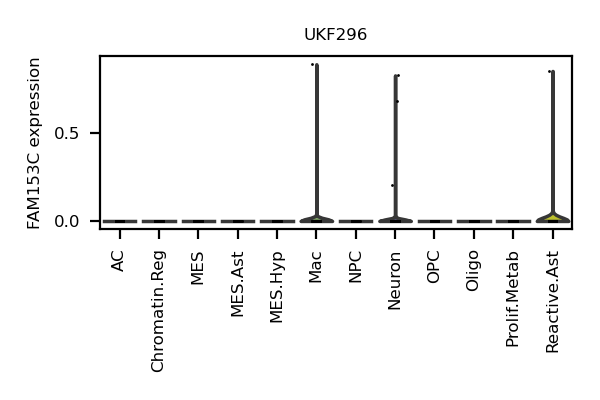 UKF296
FAM153C expression
0.5
0.0
AC
Chromatin.Reg
MES
MES.Ast
MES.Hyp
Mac
NPC
Neuron
OPC
Oligo
Prolif.Metab
Reactive.Ast